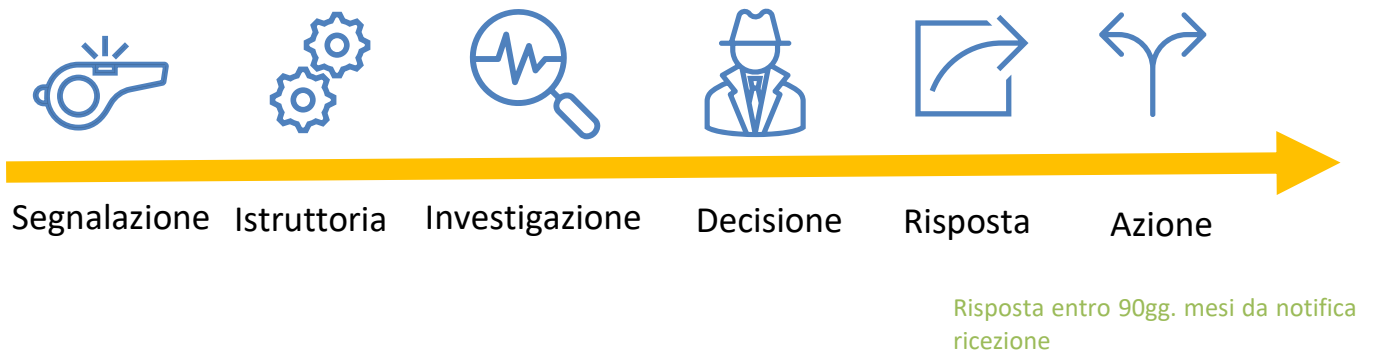 Segnalazione Istruttoria Investigazione Decisione Risposta Azione
Risposta entro 90gg. mesi da notifica
ricezione